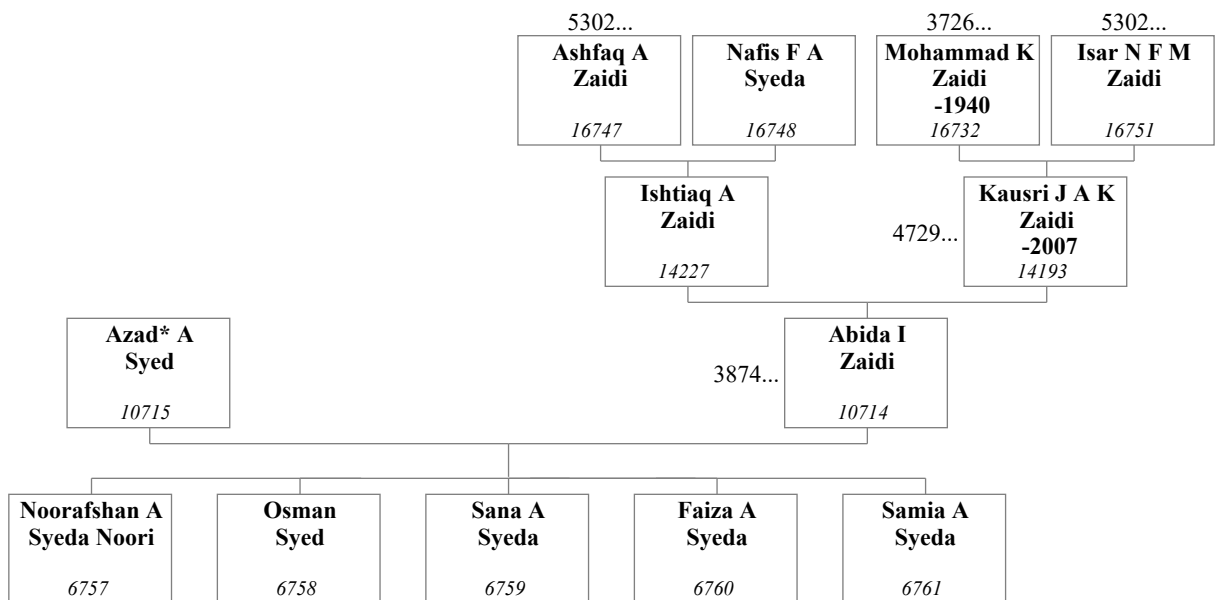 5302...
3726...
5302...
Ashfaq A
Zaidi
16747
Nafis F A
Syeda
16748
Mohammad K
Zaidi
-1940
16732
Isar N F M
Zaidi
16751
Ishtiaq A
Zaidi
14227
4729...
Kausri J A K
Zaidi
-2007
14193
Azad* A
Syed
10715
3874...
Abida I
Zaidi
10714
Noorafshan A
Syeda Noori
6757
Osman
Syed
6758
Sana A
Syeda
6759
Faiza A
Syeda
6760
Samia A
Syeda
6761